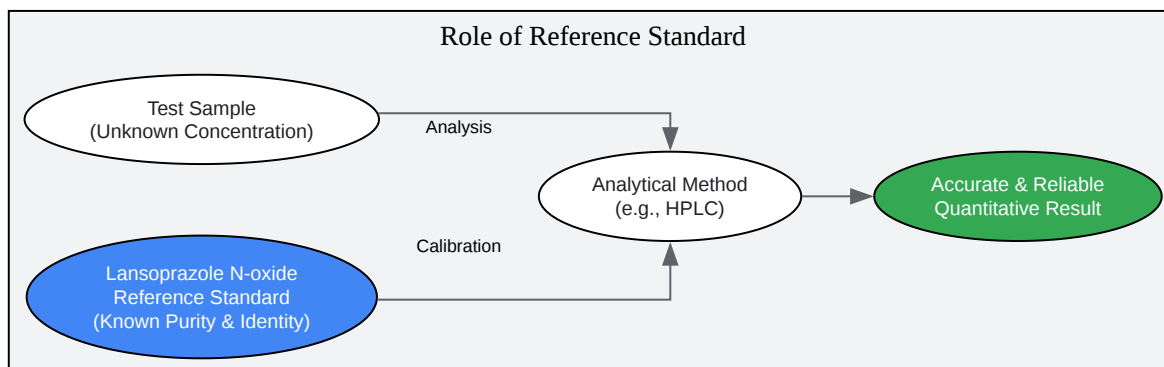 Role of Reference Standard
Test Sample
(Unknown Concentration)
Analysis
Analytical Method
(e.g., HPLC)
Accurate & Reliable
Quantitative Result
Calibration
Lansoprazole N-oxide
Reference Standard
(Known Purity & Identity)